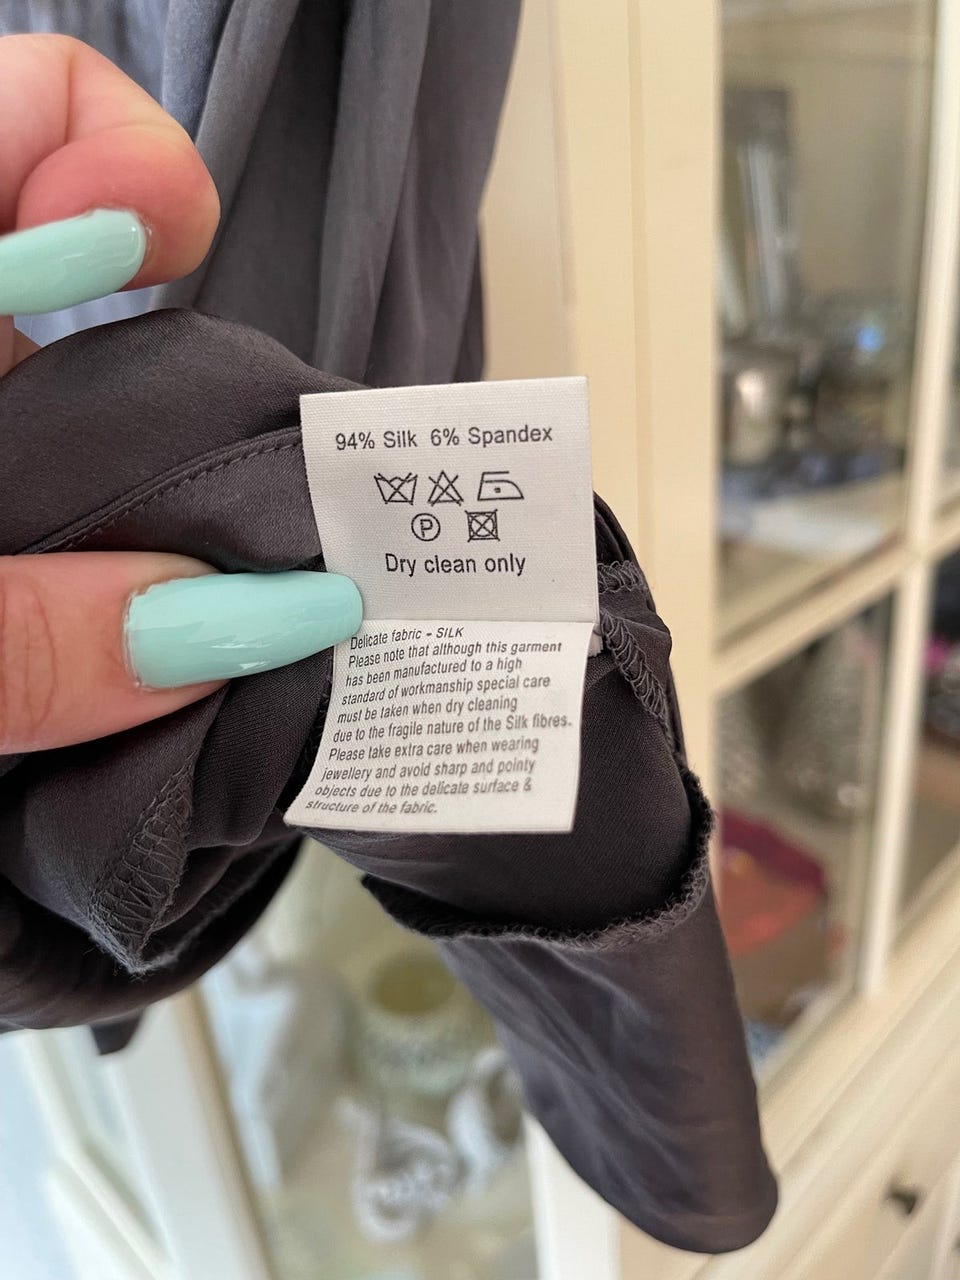 94% Silk 6% Spandex
P
Dry clean only
Delicate fabric - SILK
Please note that although this garment
has been manufactured to a high
standard of workmanship special care
must be taken when dry cleaning
due to the fragile nature of the Silk fibres.
Please take extra care when wearing
jewellery and avoid sharp and pointy
objects due to the delicate surface &
structure of the fabric.